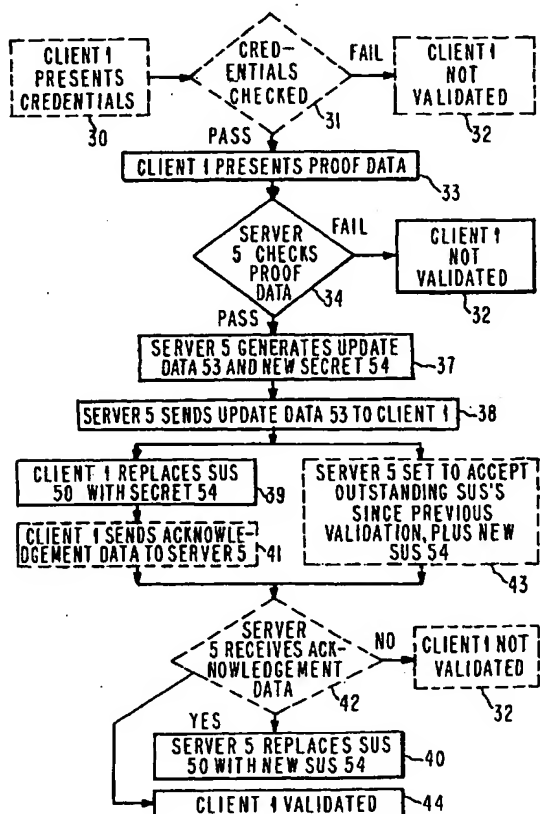 CLIENT 1
PRESENTS
CREDENTIALS
30
CRED-
ENTIALS
CHECKED
31
FAIL
CLIENT 1
NOT
VALIDATED
32
PASS
CLIENT 1 PRESENTS PROOF DATA
33
SERVER
5 CHECKS
PROOF
DATA
34
FAIL
CLIENT 1
NOT
VALIDATED
32
PASS
SERVER 5 GENERATES UPDATE
DATA 53 AND NEW SECRET 54
37
SERVER 5 SENDS UPDATE DATA 53 TO CLIENT 1
38
CLIENT 1 REPLACES SUS
50 WITH SECRET 54
39
CLIENT 1 SENDS ACKNOWLE-
DGEMENT DATA TO SERVER 5
41
SERVER 5 SET TO ACCEPT
OUTSTANDING SUS'S
SINCE PREVIOUS
VALIDATION, PLUS NEW
SUS 54
43
SERVER
5 RECEIVES ACK-
NOWLEDGEMENT
DATA
42
NO
CLIENT 1 NOT
VALIDATED
32
YES
SERVER 5 REPLACES SUS
50 WITH NEW SUS 54
40
CLIENT 1 VALIDATED
44